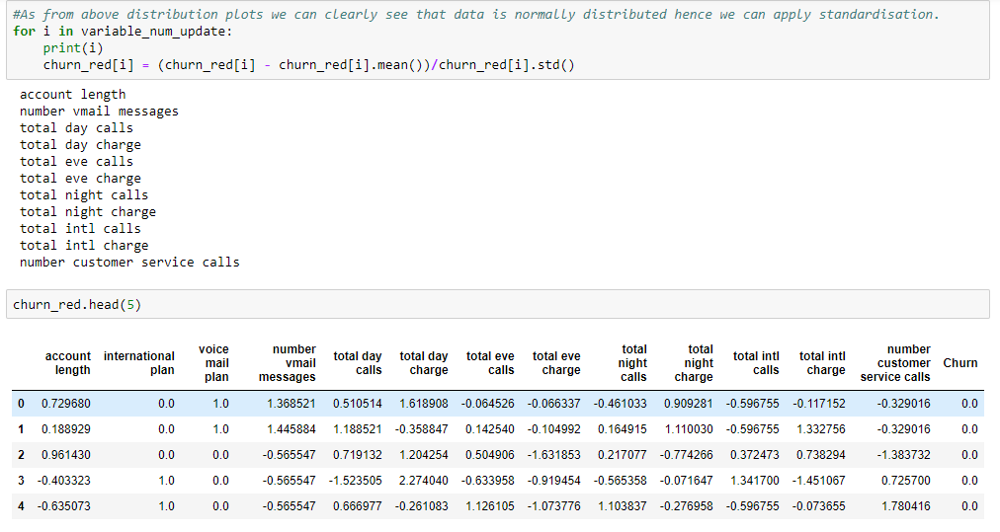 #As from above distribution plots we can clearly see that data is normally distributed hence we can apply standardisation.
for i in variable_num_update:
    print(i)
    churn_red[i] = (churn_red[i] - churn_red[i].mean())/churn_red[i].std()
account length
number vmail messages
total day calls
total day charge
total eve calls
total eve charge
total night calls
total night charge
total intl calls
total intl charge
number customer service calls
churn_red.head(5)
account length international plan voice mail plan number vmail messages total day calls total day charge total eve calls total eve charge total night calls total night charge total intl calls total intl charge number customer service calls Churn
0 0.729680 0.0 1.0 1.368521 0.510514 1.618908 -0.064526 -0.066337 -0.461033 0.909281 -0.596755 -0.117152 -0.329016 0.0
1 0.188929 0.0 1.0 1.445884 1.188521 -0.358847 0.142540 -0.104992 0.164915 1.110030 -0.596755 1.332756 -0.329016 0.0
2 0.961430 0.0 0.0 -0.565547 0.719132 1.204254 0.504906 -1.631853 0.217077 -0.774266 0.372473 0.738294 -1.383732 0.0
3 -0.403323 1.0 0.0 -0.565547 -1.523505 2.274040 -0.633958 -0.919454 -0.565358 -0.071647 1.341700 -1.451067 0.725700 0.0
4 -0.635073 1.0 0.0 -0.565547 0.666977 -0.261083 1.126105 -1.073776 1.103837 -0.276958 -0.596755 -0.073655 1.780416 0.0